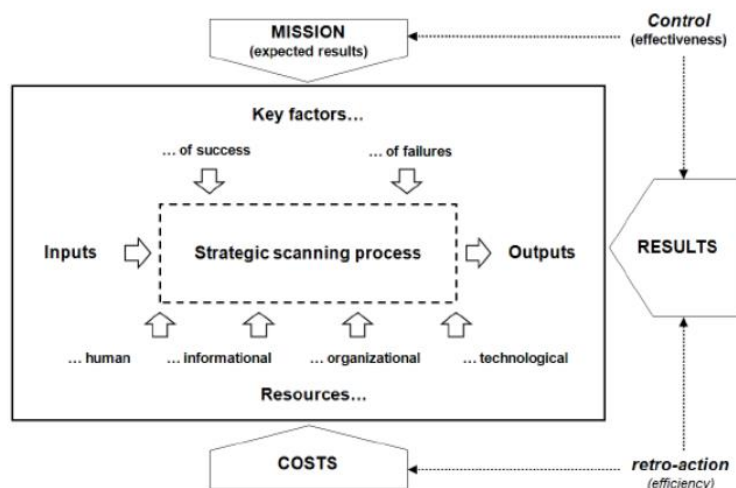 MISSION
(expected results)
Control
(effectiveness)
Key factors…
… of success
… of failures
Inputs
Strategic scanning process
Outputs
RESULTS
… human
… informational
… organizational
… technological
Resources…
COSTS
retro-action
(efficiency)